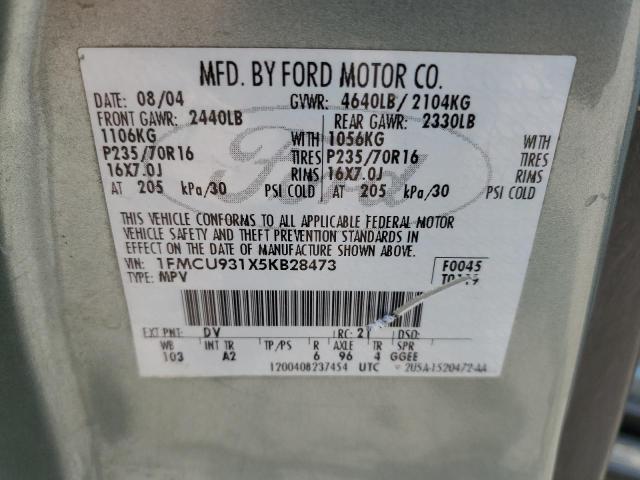 MFD. BY FORD MOTOR CO.
DATE: 08/04 GVWR: 4640LB/ 2104KG
FRONT GAWR: 2440LB REAR GAWR: 2330LB
1106KG WITH 1056KG WITH
P235/70R16 TIRES P235/70R16 TIRES
16X7.0J RIMS 16X7.0J RIMS
AT 205 kPa/30 PSI COLD AT 205 kPa/30 PSI COLD
Ford
THIS VEHICLE CONFORMS TO ALL APPLICABLE FEDERAL MOTOR
VEHICLE SAFETY AND THEFT PREVENTION STANDARDS IN
EFFECT ON THE DATE OF MANUFACTURE SHOWN ABOVE.
VIN: 1FMCU931X5KB28473 F0045
TYPE: MPV
EXT PNT: DV RC: 2 DSO:
WB INT TR TP/PS R AXLE TR SPR
103 A2 6 96 4 GGEE
1200408237454 UTC 2U5A-1520472-AA